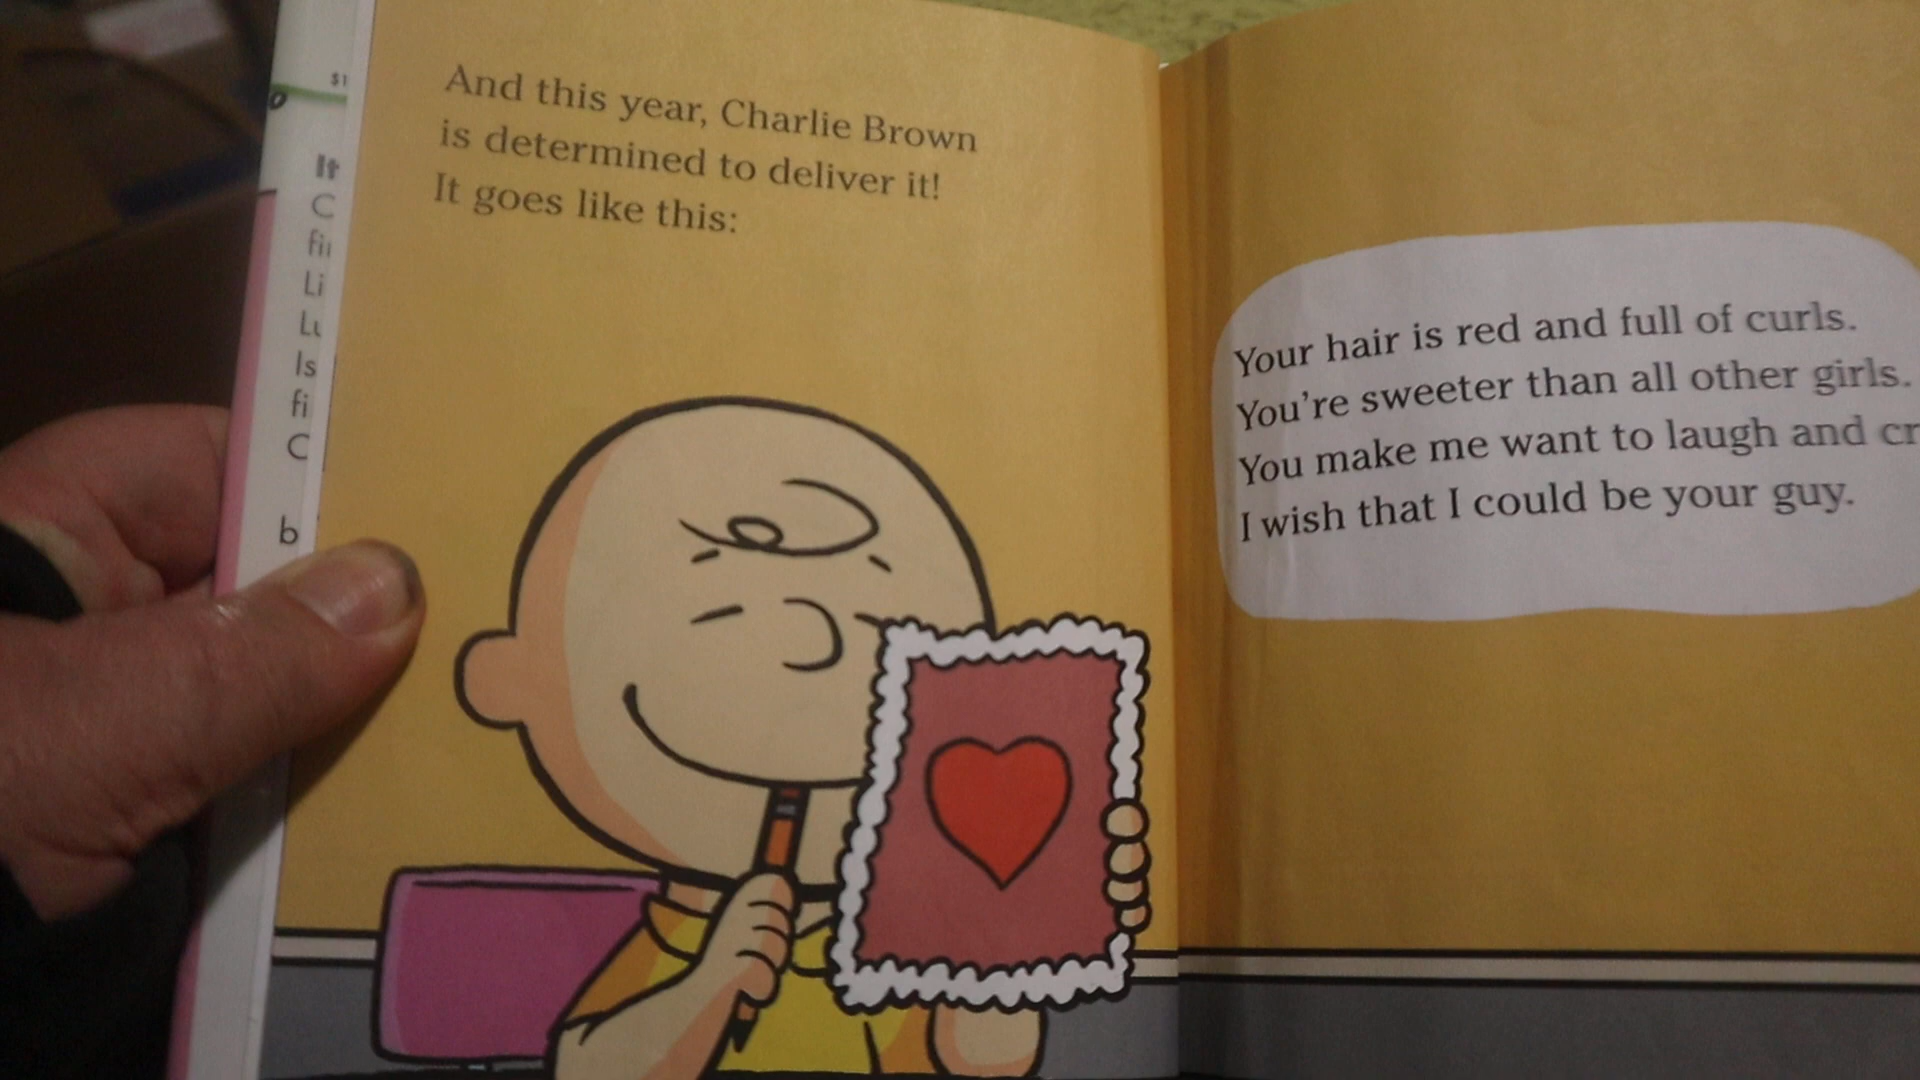 And this year, Charlie Brown
is determined to deliver it!
It goes like this:
Your hair is red and full of curls.
You're sweeter than all other girls.
You make me want to laugh and
I wish that I could be your guy.